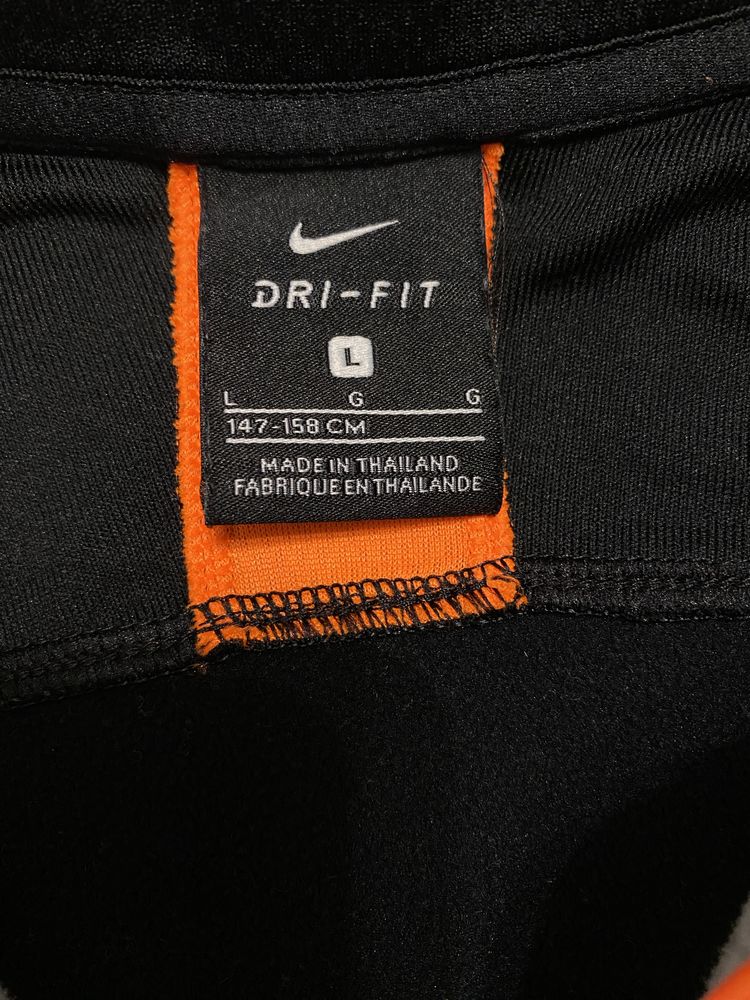 DRI-FIT
L
L G G
147-158 CM
MADE IN THAILAND
FABRIQUE EN THAILANDE